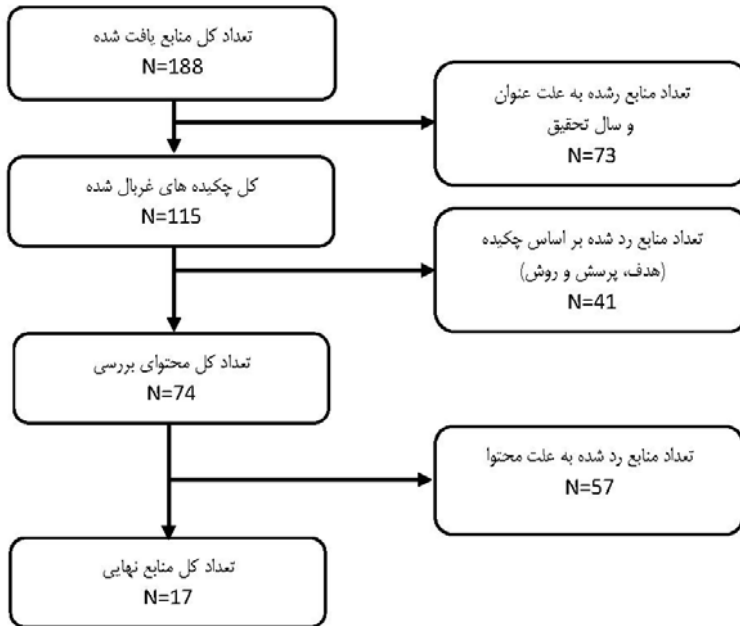 تعداد کل منابع یافت شده
N=188
تعداد منابع رشده به علت عنوان
و سال تحقیق
N=73
کل چکیده های غربال شده
N=115
تعداد منابع رد شده بر اساس چکیده
(هدف، پرسش و روش)
N=41
تعداد کل محتوای بررسی
N=74
تعداد منابع رد شده به علت محتوا
N=57
تعداد کل منابع نهایی
N=17